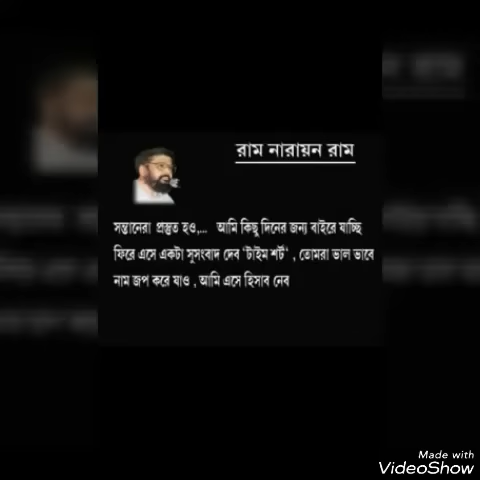 রাম নারায়ন রাম
সন্তানেরা প্রস্তুত হও,... আমি কিছু দিনের জন্য বাইরে যাচ্ছি
ফিরে এসে একটা সুসংবাদ দেব 'টাইম শর্ট' , তোমরা ভাল ভাবে
নাম জপ করে যাও , আমি এসে হিসাব নেব
Made with
VideoShow